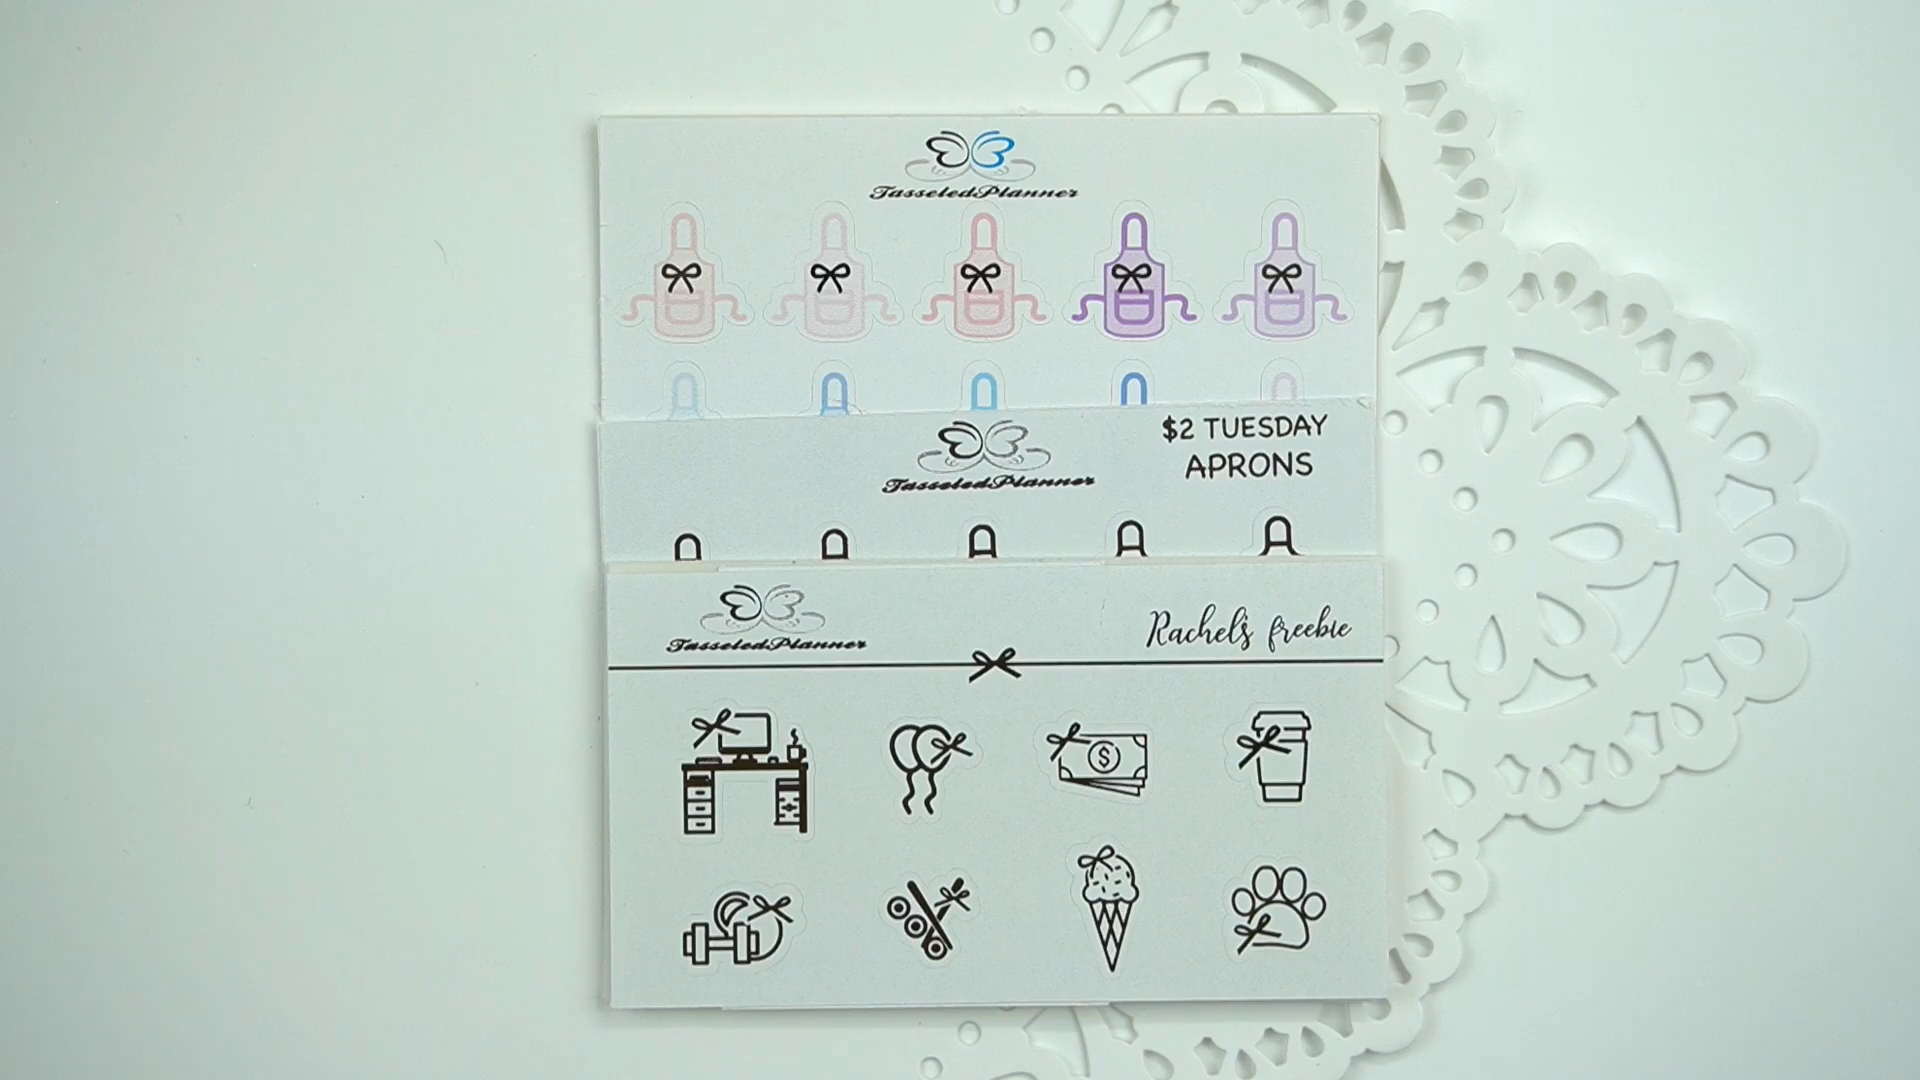 TasseledPlanner
$2 TUESDAY
APRONS
TasseledPlanner
Rachel's freebie
TasseledPlanner
$